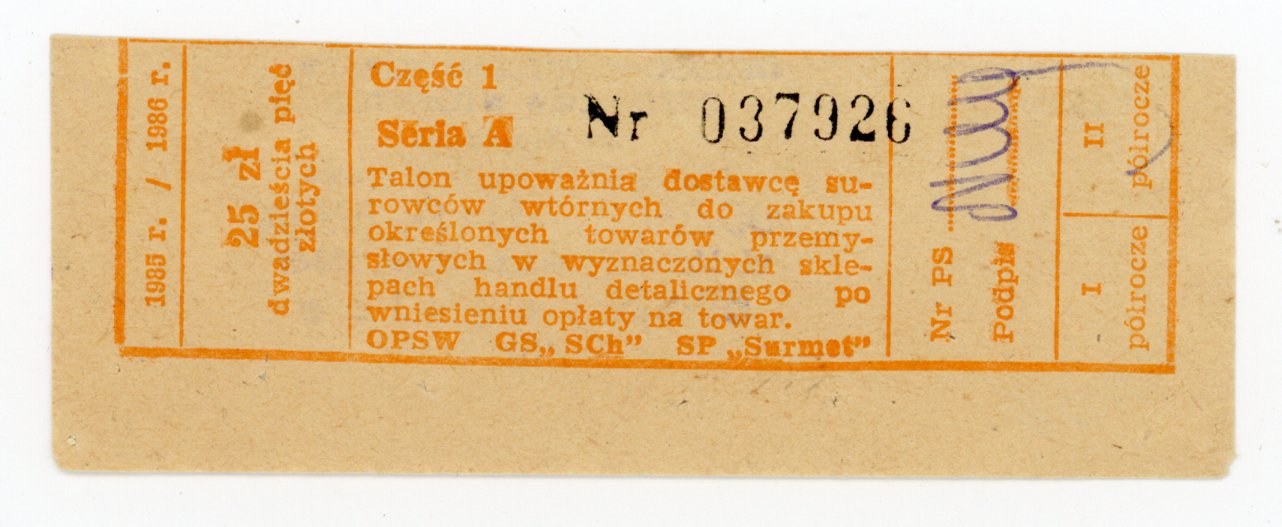 1985 r. / 1986 r.
25 zł
dwadzieścia pięć
złotych
Część 1
Seria A
Nr 037926
Talon upoważnia dostawcę su-
rowców wtórnych do zakupu
określonych towarów przemy-
słowych w wyznaczonych skle-
pach handlu detalicznego po
wniesieniu opłaty na towar.
OPSW GS„SCh” SP „Surmet”
Nr PS
Podpis
I
półrocze
II
półrocze